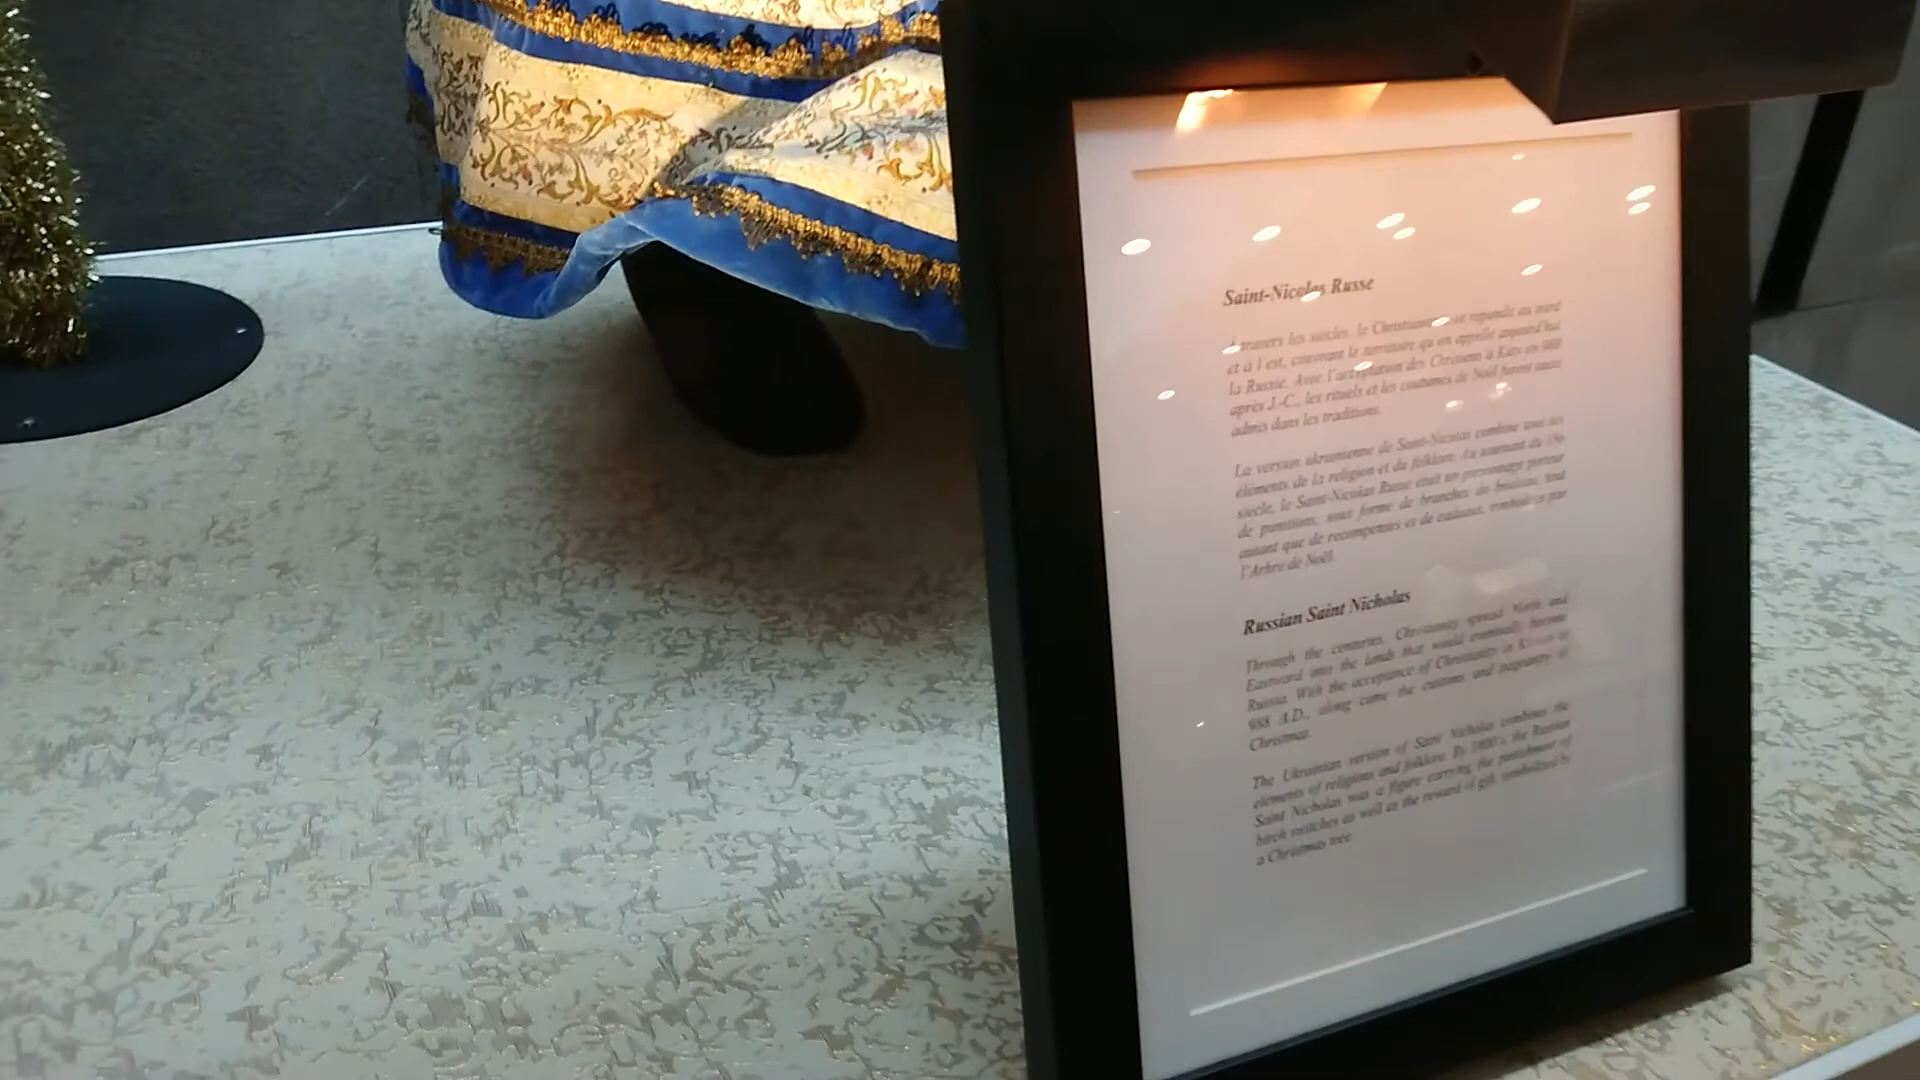 Saint-Nicolas Russe
A travers les siècles, le Christianisme se repandit au nord
et à l'est, couvrant le territoire qu'on appelle aujourd'hui
la Russie. Avec l'acceptation des Chrétiens à Kiev en 988
après J.-C., les rituels et les coutumes de Noël furent aussi
admis dans les traditions.
La version ukrainienne de Saint-Nicolas combine tous les
éléments de la religion et du folklore. Au tournant du 19e
siecle, le Saint-Nicolas Russe était un personnage porteur
de punitions, sous forme de branches de bouleau, tout
autant que de récompenses et de cadeaux, symbolisés par
l'Arbre de Noël.
Russian Saint Nicholas
Through the centuries, Christianity spread North and
Eastward into the lands that would eventually become
Russia. With the acceptance of Christianity in in
988 A.D., along came the customs and pageantry of
Christmas.
The Ukrainian version of Saint Nicholas combines the
elements of religions and folklore. By 1800's, the Russian
Saint Nicholas was a figure carrying the punishment of
birch switches as well as the reward of gift, symbolized by
a Christmas tree.